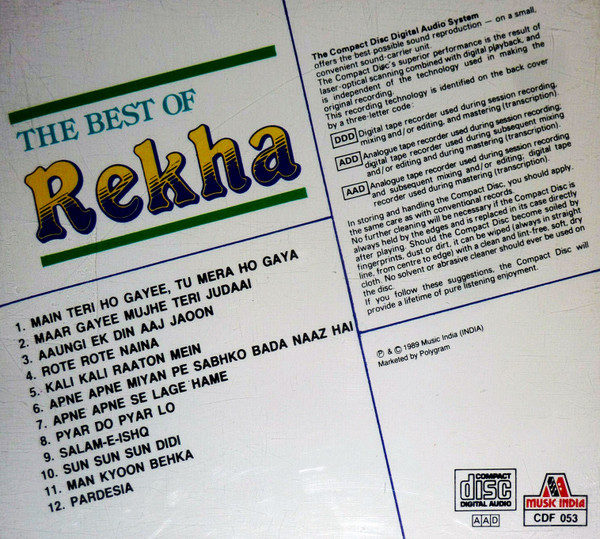 THE BEST OF
Rekha
1. MAIN TERI HO GAYEE, TU MERA HO GAYA
2. MAAR GAYEE MUJHE TERI JUDAAI
3. AAUNGI EK DIN AAJ JAOON
4. ROTE ROTE NAINA
5. KALI KALI RAATON MEIN
6. APNE APNE MIYAN PE SABHKO BADA NAAZ HAI
7. APNE APNE SE LAGE HAME
8. PYAR DO PYAR LO
9. SALAM-E-ISHQ
10. SUN SUN SUN DIDI
11. MAN KYOON BEHKA
12. PARDESIA
The Compact Disc Digital Audio System
offers the best possible sound reproduction — on a small,
convenient sound-carrier unit.
The Compact Disc's superior performance is the result of
laser-optical scanning combined with digital playback, and
is independent of the technology used in making the
original recording.
This recording technology is identified on the back cover
by a three-letter code:
DDD Digital tape recorder used during session recording,
mixing and/or editing, and mastering (transcription).
ADD Analogue tape recorder used during session recording;
digital tape recorder used during subsequent mixing
and/or editing and during mastering (transcription).
AAD Analogue tape recorder used during session recording
and subsequent mixing and/or editing; digital tape
recorder used during mastering (transcription).
In storing and handling the Compact Disc, you should apply
the same care as with conventional records.
No further cleaning will be necessary if the Compact Disc is
always held by the edges and is replaced in its case directly
after playing. Should the Compact Disc become soiled by
fingerprints, dust or dirt, it can be wiped (always in straight
line, from centre to edge) with a clean and lint-free, soft, dry
cloth. No solvent or abrasive cleaner should ever be used on
the disc.
If you follow these suggestions, the Compact Disc will
provide a lifetime of pure listening enjoyment.
℗ & © 1989 Music India (INDIA)
Marketed by Polygram
COMPACT
disc
DIGITAL AUDIO
AAD
MUSIC INDIA
CDF 053